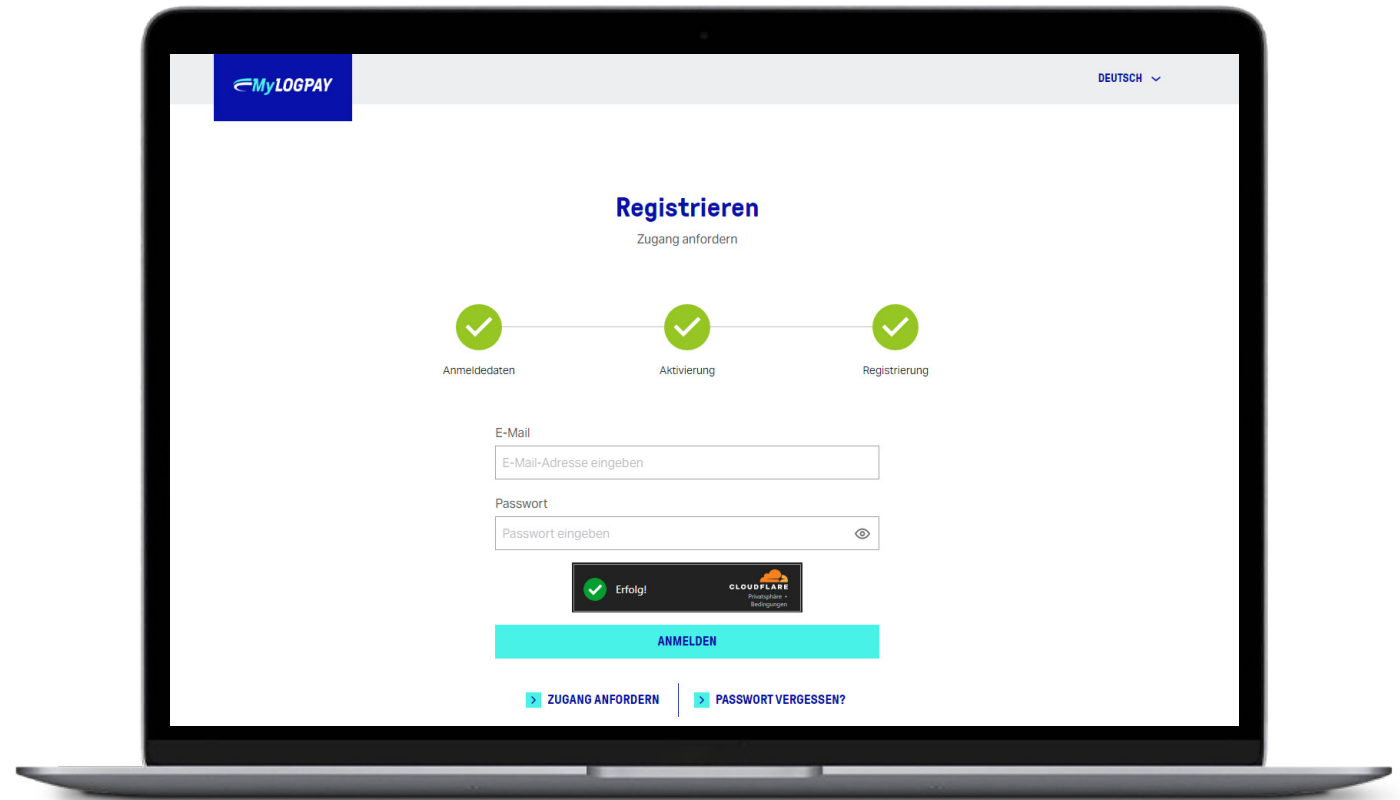 MyLOGPAY
DEUTSCH
Registrieren
Zugang anfordern
Anmeldedaten
Aktivierung
Registrierung
E-Mail
E-Mail-Adresse eingeben
Passwort
Passwort eingeben
Erfolg!
CLOUDFLARE
Privatsphäre •
Bedingungen
ANMELDEN
ZUGANG ANFORDERN
PASSWORT VERGESSEN?